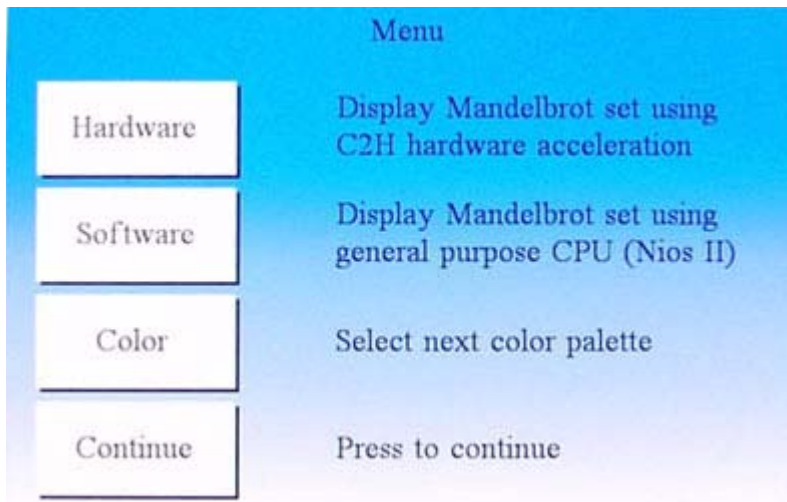 Menu
Hardware
Display Mandelbrot set using
C2H hardware acceleration
Software
Display Mandelbrot set using
general purpose CPU (Nios II)
Color
Select next color palette
Continue
Press to continue